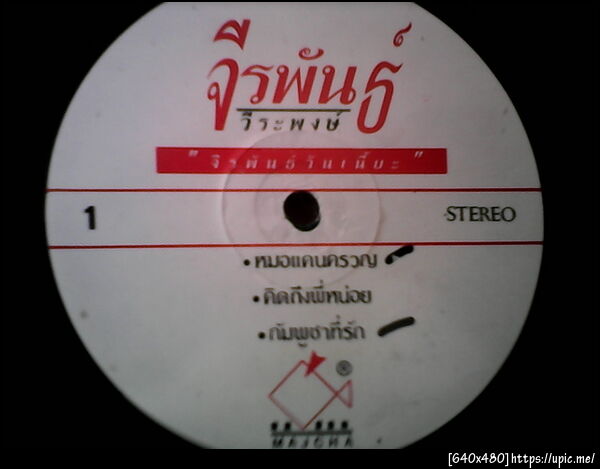 จีรพันธ์
วีระพงษ์
" จิรพันธ์วันเนี๊ยะ "
1
STEREO
• หมอแคนครวญ
• คิดถึงพี่หน่อย
• กัมพูชาที่รัก
®
MAJCHA
[640x480]https://upic.me/